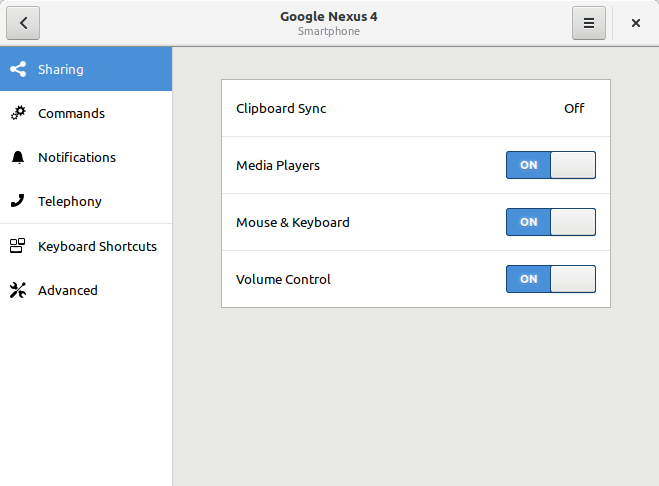 Google Nexus 4
Smartphone
Sharing
Commands
Notifications
Telephony
Keyboard Shortcuts
Advanced
Clipboard Sync Off
Media Players ON
Mouse & Keyboard ON
Volume Control ON